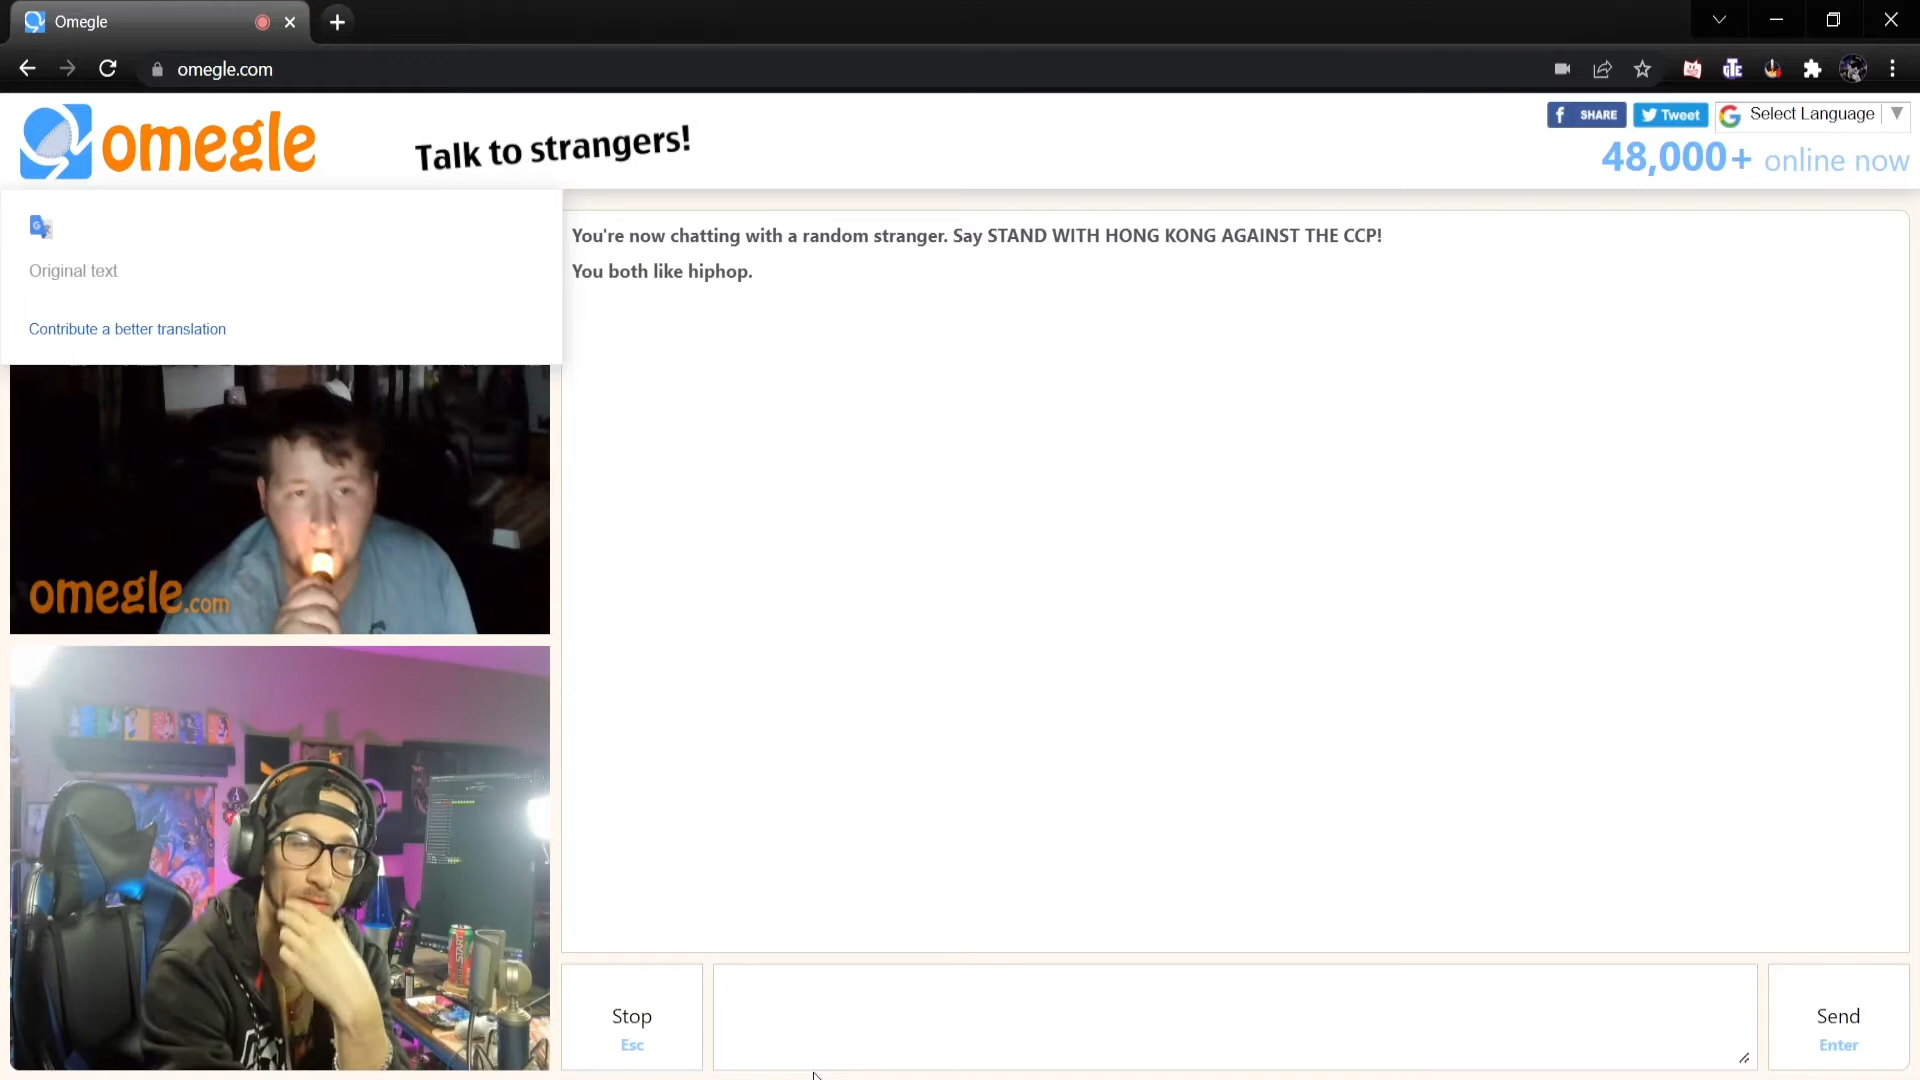 Omegle
omegle.com
omegle
Talk to strangers!
SHARE
Tweet
Select Language
48,000+ online now
Original text
Contribute a better translation
You're now chatting with a random stranger. Say STAND WITH HONG KONG AGAINST THE CCP!
You both like hiphop.
omegle.com
Stop
Esc
Send
Enter